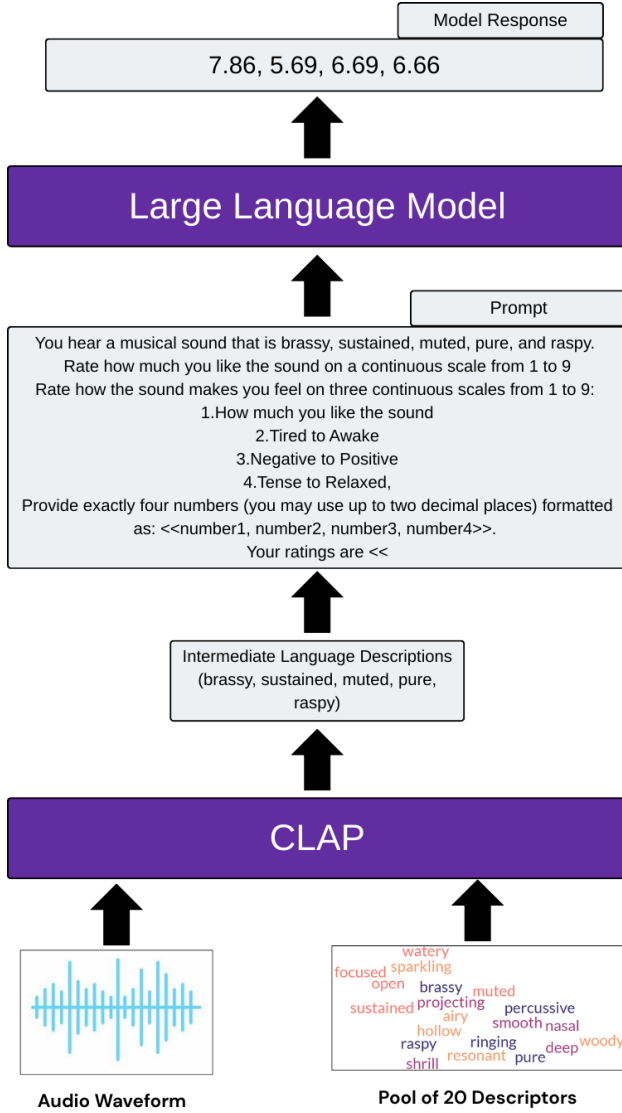 Model Response
7.86, 5.69, 6.69, 6.66
Large Language Model
Prompt
You hear a musical sound that is brassy, sustained, muted, pure, and raspy.
Rate how much you like the sound on a continuous scale from 1 to 9
Rate how the sound makes you feel on three continuous scales from 1 to 9:
1.How much you like the sound
2.Tired to Awake
3.Negative to Positive
4.Tense to Relaxed,
Provide exactly four numbers (you may use up to two decimal places) formatted
as: <<number1, number2, number3, number4>>.
Your ratings are <<
Intermediate Language Descriptions
(brassy, sustained, muted, pure,
raspy)
CLAP
watery
focused sparkling
open brassy muted
sustained projecting percussive
airy smooth nasal
hollow
raspy ringing deep woody
shrill resonant pure
Audio Waveform
Pool of 20 Descriptors